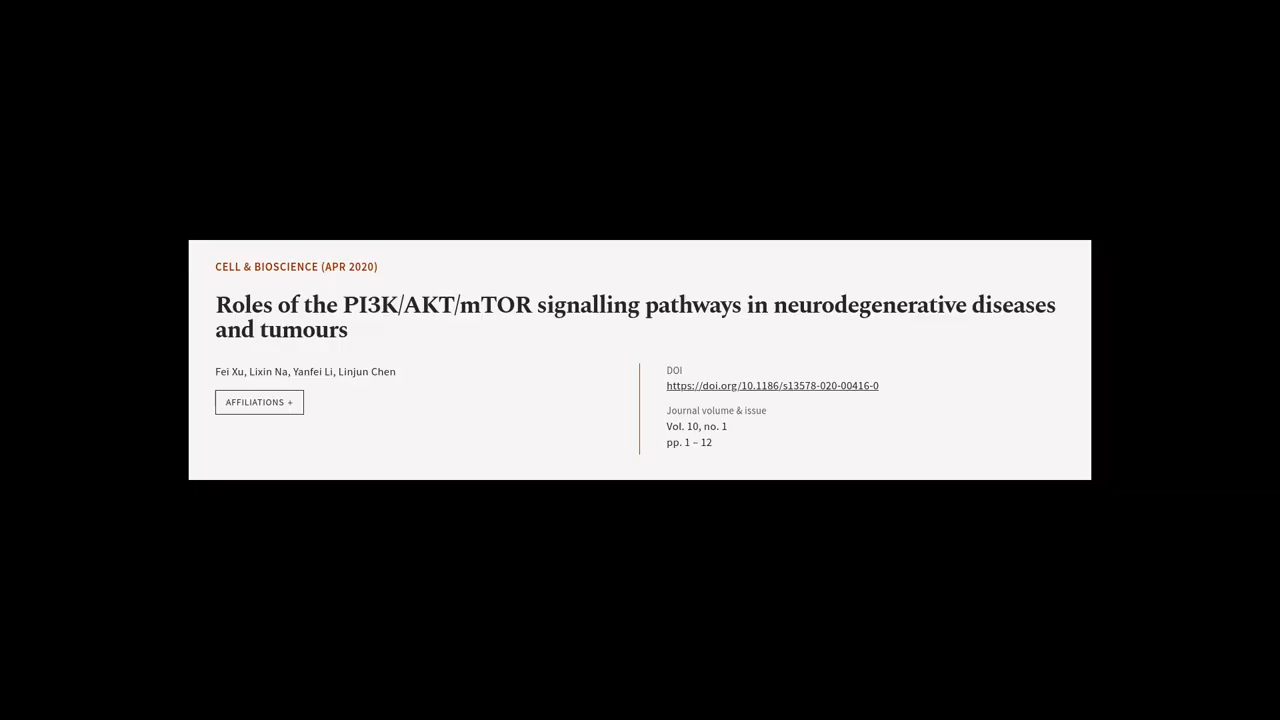 CELL & BIOSCIENCE (APR 2020)
Roles of the PI3K/AKT/mTOR signalling pathways in neurodegenerative diseases
and tumours
Fei Xu, Lixin Na, Yanfei Li, Linjun Chen
AFFILIATIONS +
DOI
https://doi.org/10.1186/s13578-020-00416-0
Journal volume & issue
Vol. 10, no. 1
pp. 1 – 12